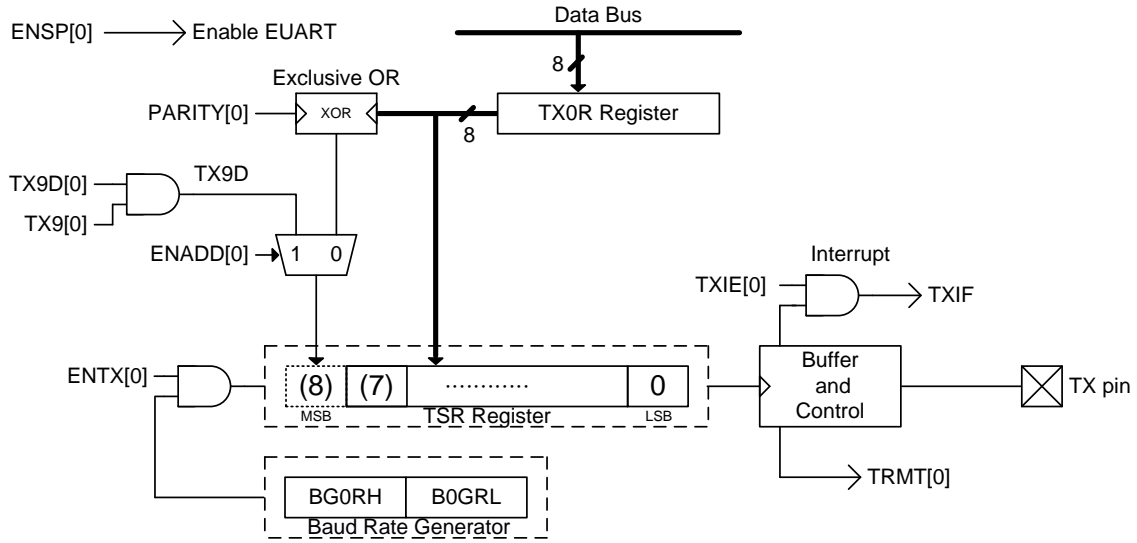 Data Bus
ENSP[0]
Enable EUART
8
Exclusive OR
PARITY[0]
XOR
8
TX0R Register
TX9D[0]
TX9D
TX9[0]
ENADD[0]
1 0
Interrupt
TXIE[0]
TXIF
ENTX[0]
(8)
(7)
............
0
MSB
TSR Register
LSB
Buffer
and
Control
TX pin
TRMT[0]
BG0RH
B0GRL
Baud Rate Generator